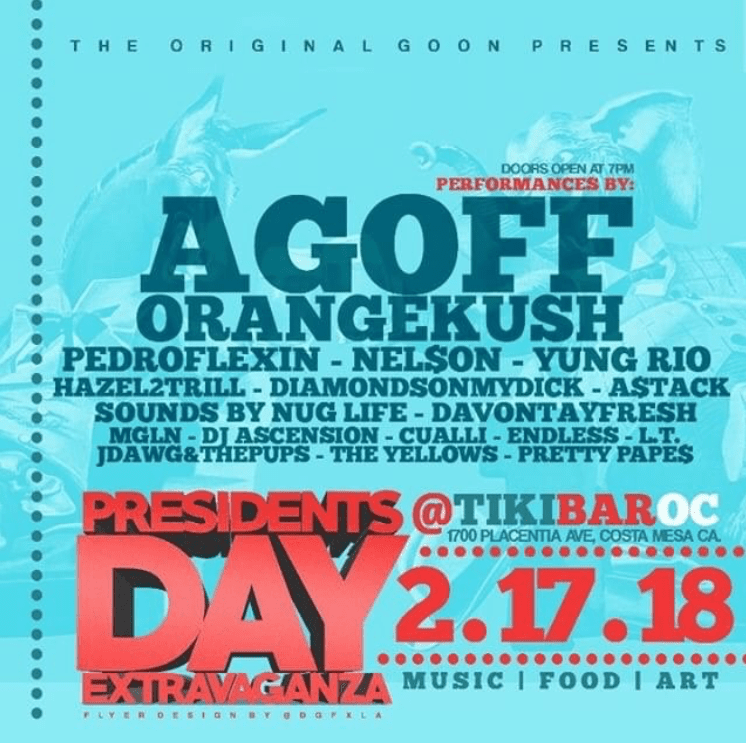 THE ORIGINAL GOON PRESENTS
DOORS OPEN AT 7PM
PERFORMANCES BY:
AGOFF
ORANGEKUSH
PEDROFLEXIN - NEL$ON - YUNG RIO
HAZEL2TRILL - DIAMONDSONMYDICK - A$TACK
SOUNDS BY NUG LIFE - DAVONTAYFRESH
MGLN - DJ ASCENSION - CUALLI - ENDLESS - L.T.
JDAWG&THEPUPS - THE YELLOWS - PRETTY PAPE$
PRESIDENTS
DAY
EXTRAVAGANZA
FLYER DESIGN BY @DGFXLA
@TIKIBAROC
1700 PLACENTIA AVE, COSTA MESA CA.
2.17.18
MUSIC | FOOD | ART